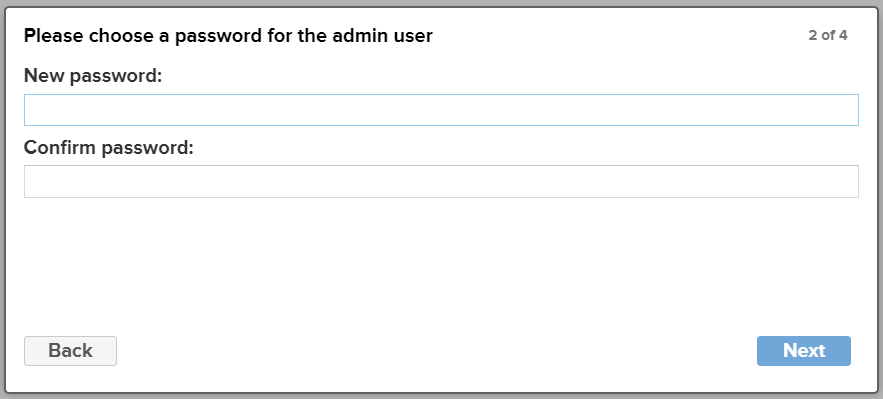 Please choose a password for the admin user
2 of 4
New password:
Confirm password:
Back
Next